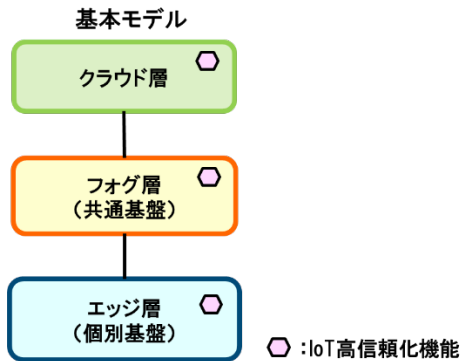 基本モデル
クラウド層
フォグ層
（共通基盤）
エッジ層
（個別基盤）
：IoT高信頼化機能